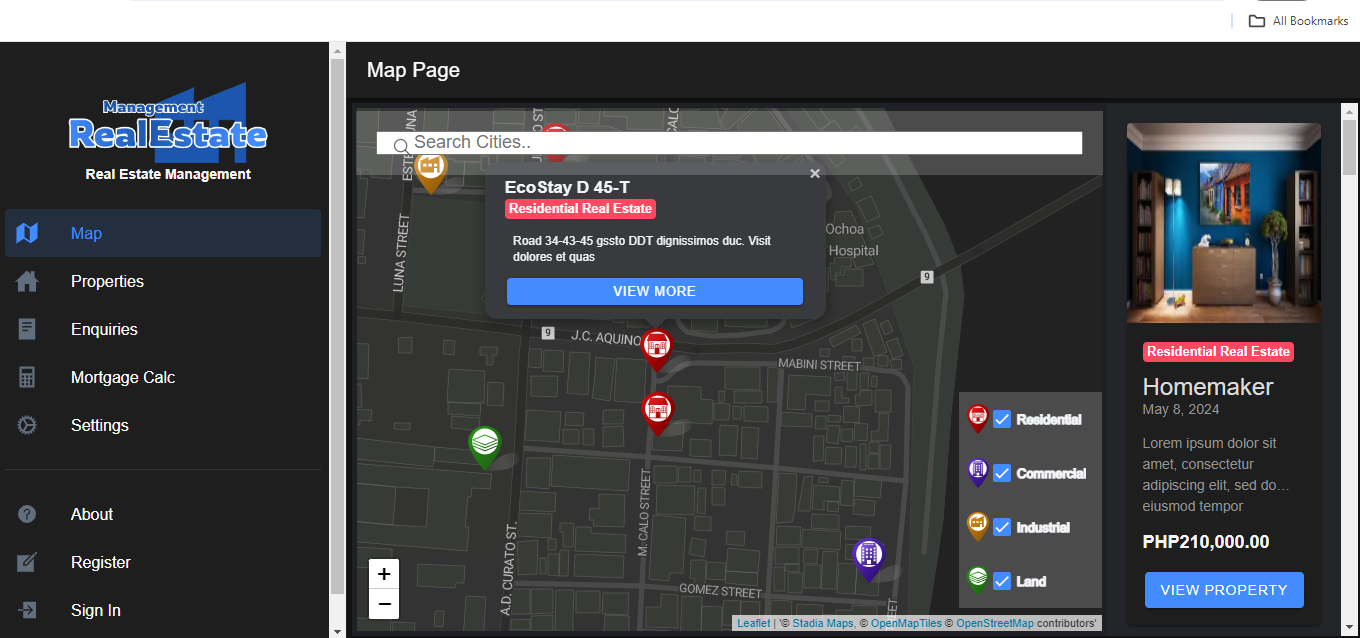 All Bookmarks
Management
RealEstate
Real Estate Management
Map
Properties
Enquiries
Mortgage Calc
Settings
About
Register
Sign In
Map Page
Search Cities..
EcoStay D 45-T
Residential Real Estate
Road 34-43-45 gssto DDT dignissimos duc. Visit
dolores et quas
VIEW MORE
LUNA STREET
Ochoa
Hospital
9
9
J.C. AQUINO
MABINI STREET
M. CALO STREET
A.D. CURATO ST.
GOMEZ STREET
Residential
Commercial
Industrial
Land
+
−
Leaflet | '© Stadia Maps, © OpenMapTiles © OpenStreetMap contributors'
Residential Real Estate
Homemaker
May 8, 2024
Lorem ipsum dolor sit
amet, consectetur
adipiscing elit, sed do…
eiusmod tempor
PHP210,000.00
VIEW PROPERTY